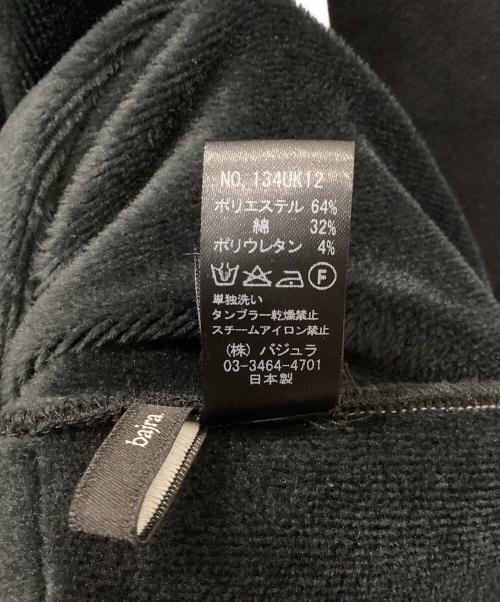 NO. 134UK12
ポリエステル 64%
綿 32%
ポリウレタン 4%
F
単独洗い
タンブラー乾燥禁止
スチームアイロン禁止
(株) バジュラ
03-3464-4701
日本製
bajra.